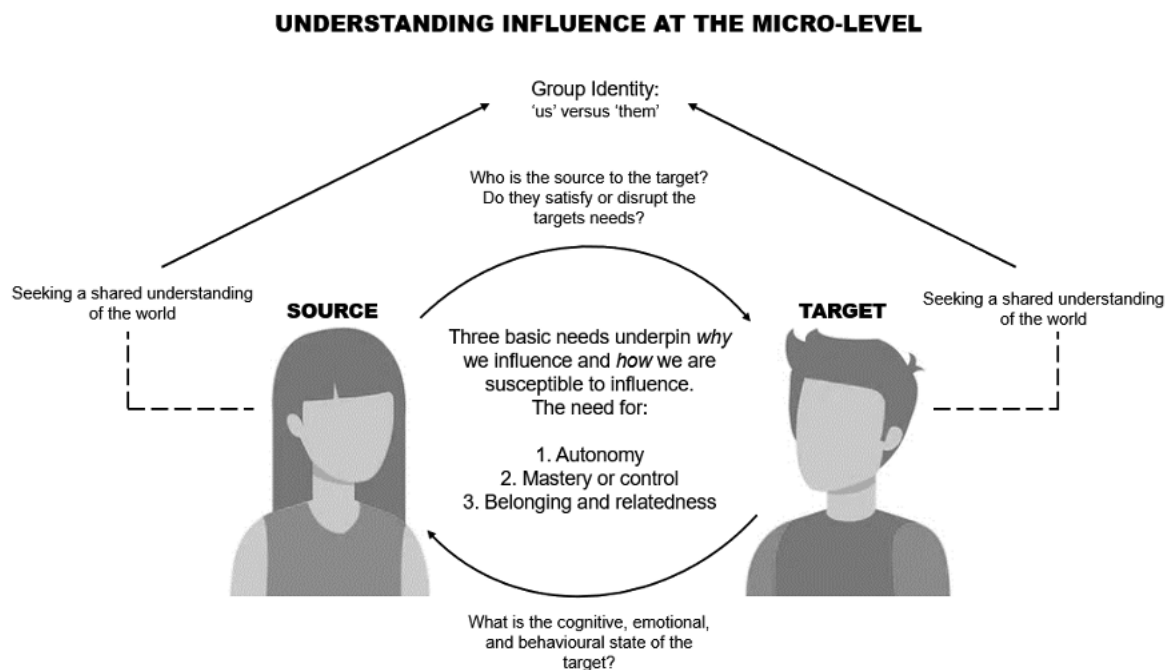 UNDERSTANDING INFLUENCE AT THE MICRO-LEVEL
Group Identity:
‘us’ versus ‘them’
Who is the source to the target?
Do they satisfy or disrupt the
targets needs?
Seeking a shared understanding
of the world
SOURCE
TARGET
Seeking a shared understanding
of the world
Three basic needs underpin why
we influence and how we are
susceptible to influence.
The need for:
1. Autonomy
2. Mastery or control
3. Belonging and relatedness
What is the cognitive, emotional,
and behavioural state of the
target?